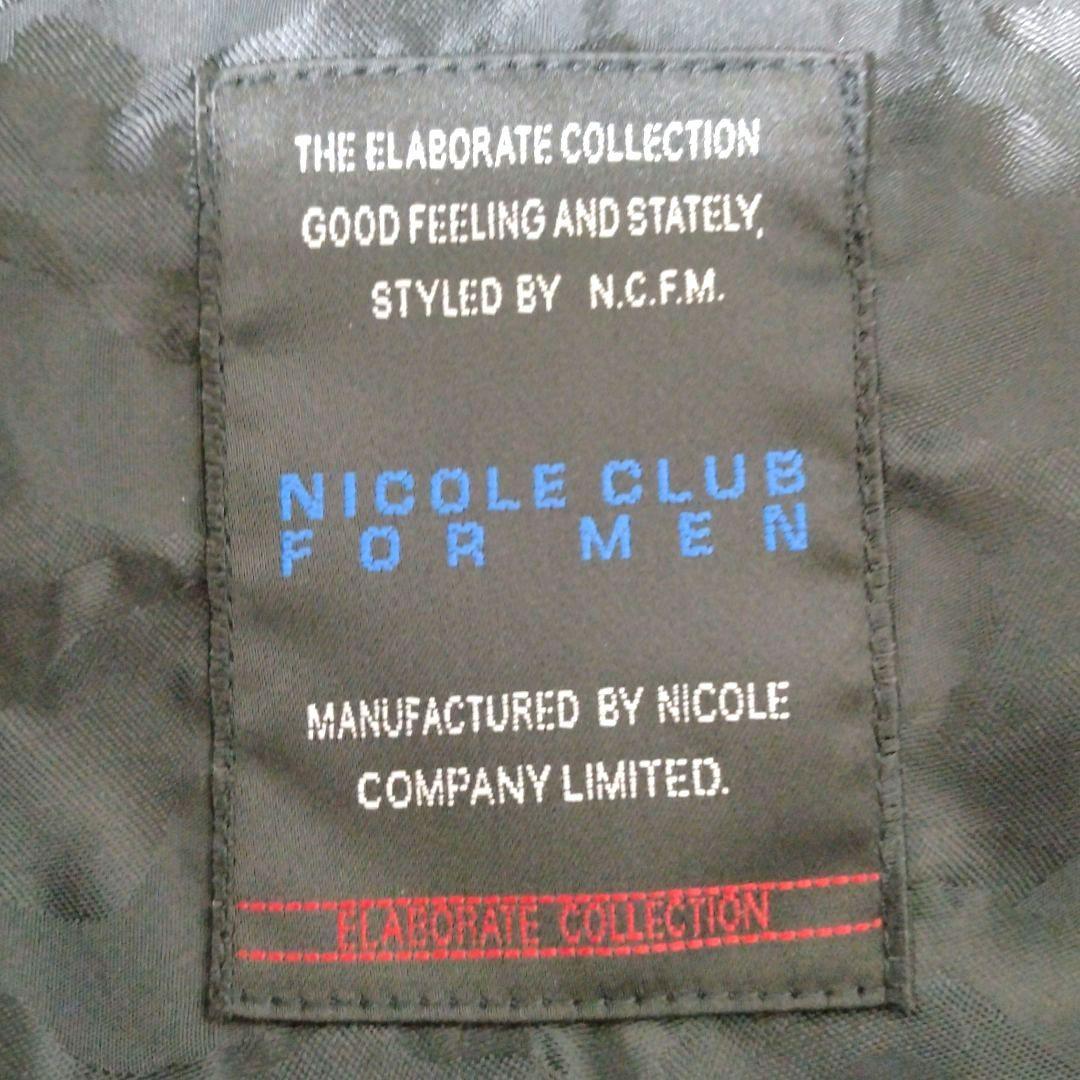 THE ELABORATE COLLECTION
GOOD FEELING AND STATELY,
STYLED BY N.C.F.M.
NICOLE CLUB
FOR MEN
MANUFACTURED BY NICOLE
COMPANY LIMITED.
ELABORATE COLLECTION